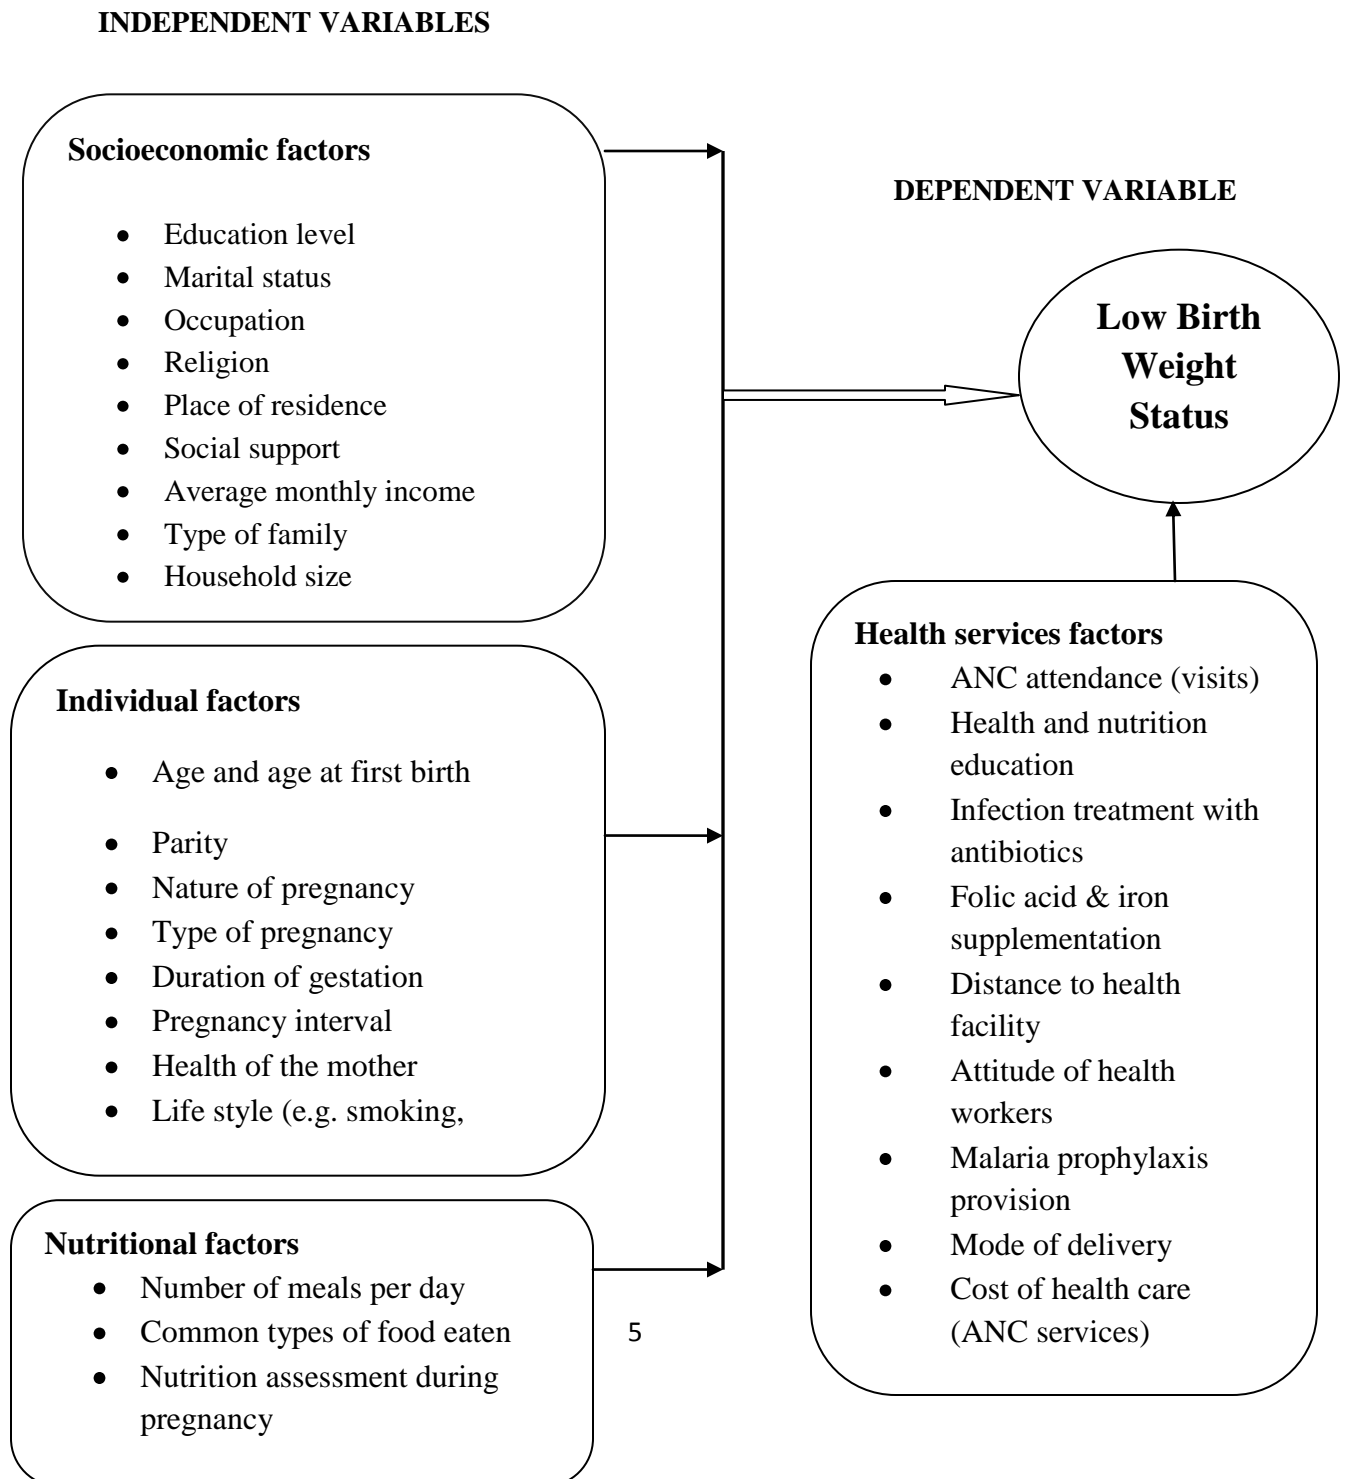 INDEPENDENT VARIABLES
Socioeconomic factors
• Education level
• Marital status
• Occupation
• Religion
• Place of residence
• Social support
• Average monthly income
• Type of family
• Household size
Individual factors
• Age and age at first birth
• Parity
• Nature of pregnancy
• Type of pregnancy
• Duration of gestation
• Pregnancy interval
• Health of the mother
• Life style (e.g. smoking,
Nutritional factors
• Number of meals per day
• Common types of food eaten
• Nutrition assessment during
pregnancy
DEPENDENT VARIABLE
Low Birth
Weight
Status
Health services factors
• ANC attendance (visits)
• Health and nutrition
education
• Infection treatment with
antibiotics
• Folic acid & iron
supplementation
• Distance to health
facility
• Attitude of health
workers
• Malaria prophylaxis
provision
• Mode of delivery
• Cost of health care
(ANC services)
5